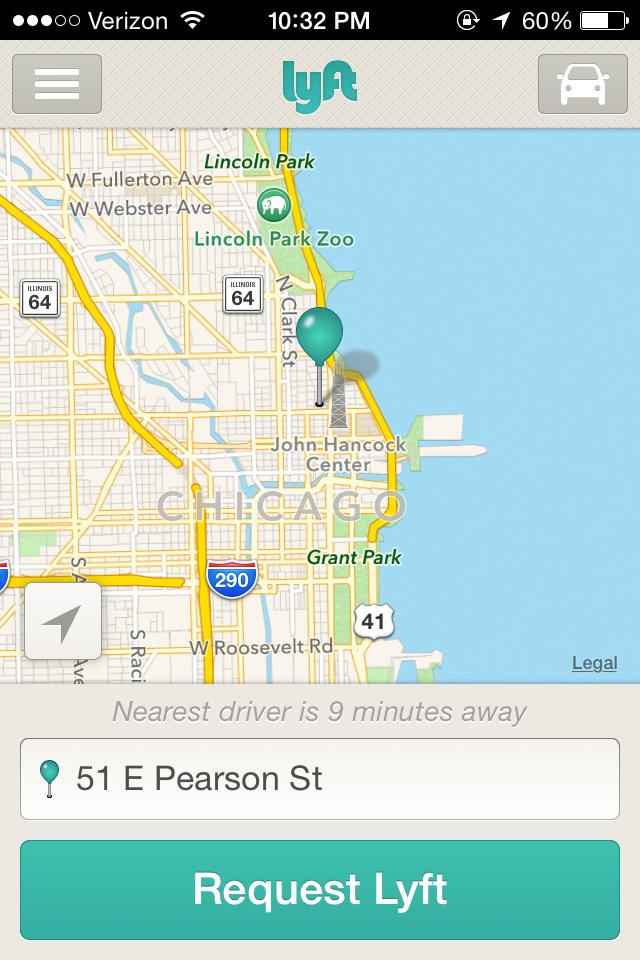 Verizon 10:32 PM 60%
lyft
Lincoln Park
W Fullerton Ave
W Webster Ave
Lincoln Park Zoo
ILLINOIS
64
ILLINOIS
64
N Clark St
John Hancock
Center
CHICAGO
Grant Park
290
S A
Ave
41
S Raci
W Roosevelt Rd
Legal
Nearest driver is 9 minutes away
51 E Pearson St
Request Lyft